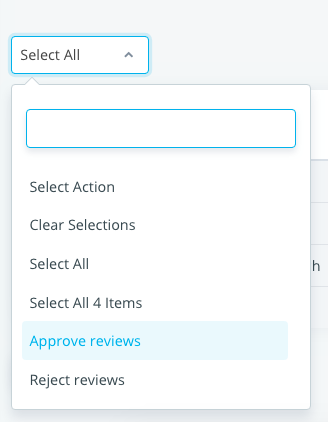 Select All
Select Action
Clear Selections
Select All
h
Select All 4 Items
Approve reviews
Reject reviews